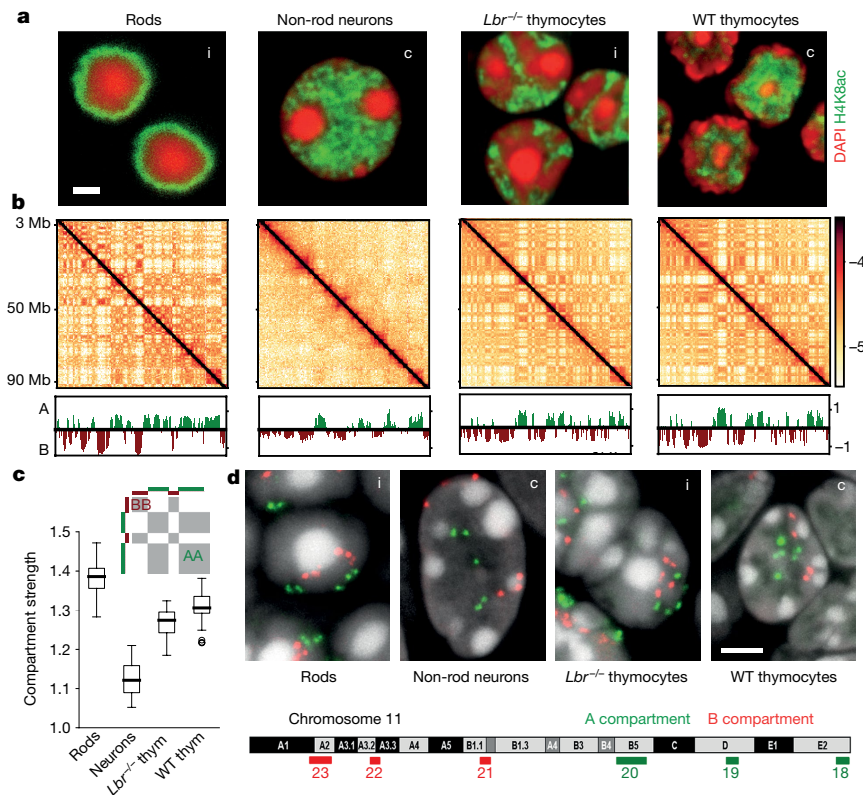 a
Rods
Non-rod neurons
Lbr−/− thymocytes
WT thymocytes
i
c
i
c
DAPI H4K8ac
b
3 Mb
50 Mb
90 Mb
−4
−5
A
B
1
−1
c
BB
AA
Compartment strength
1.5
1.4
1.3
1.2
1.1
1.0
Rods
Neurons
Lbr−/− thym
WT thym
d
i
c
i
c
Rods
Non-rod neurons
Lbr−/− thymocytes
WT thymocytes
Chromosome 11
A compartment
B compartment
A1 A2 A3.1 A3.2 A3.3 A4 A5 B1.1 B1.3 A4 B3 B4 B5 C D E1 E2
23 22 21 20 19 18